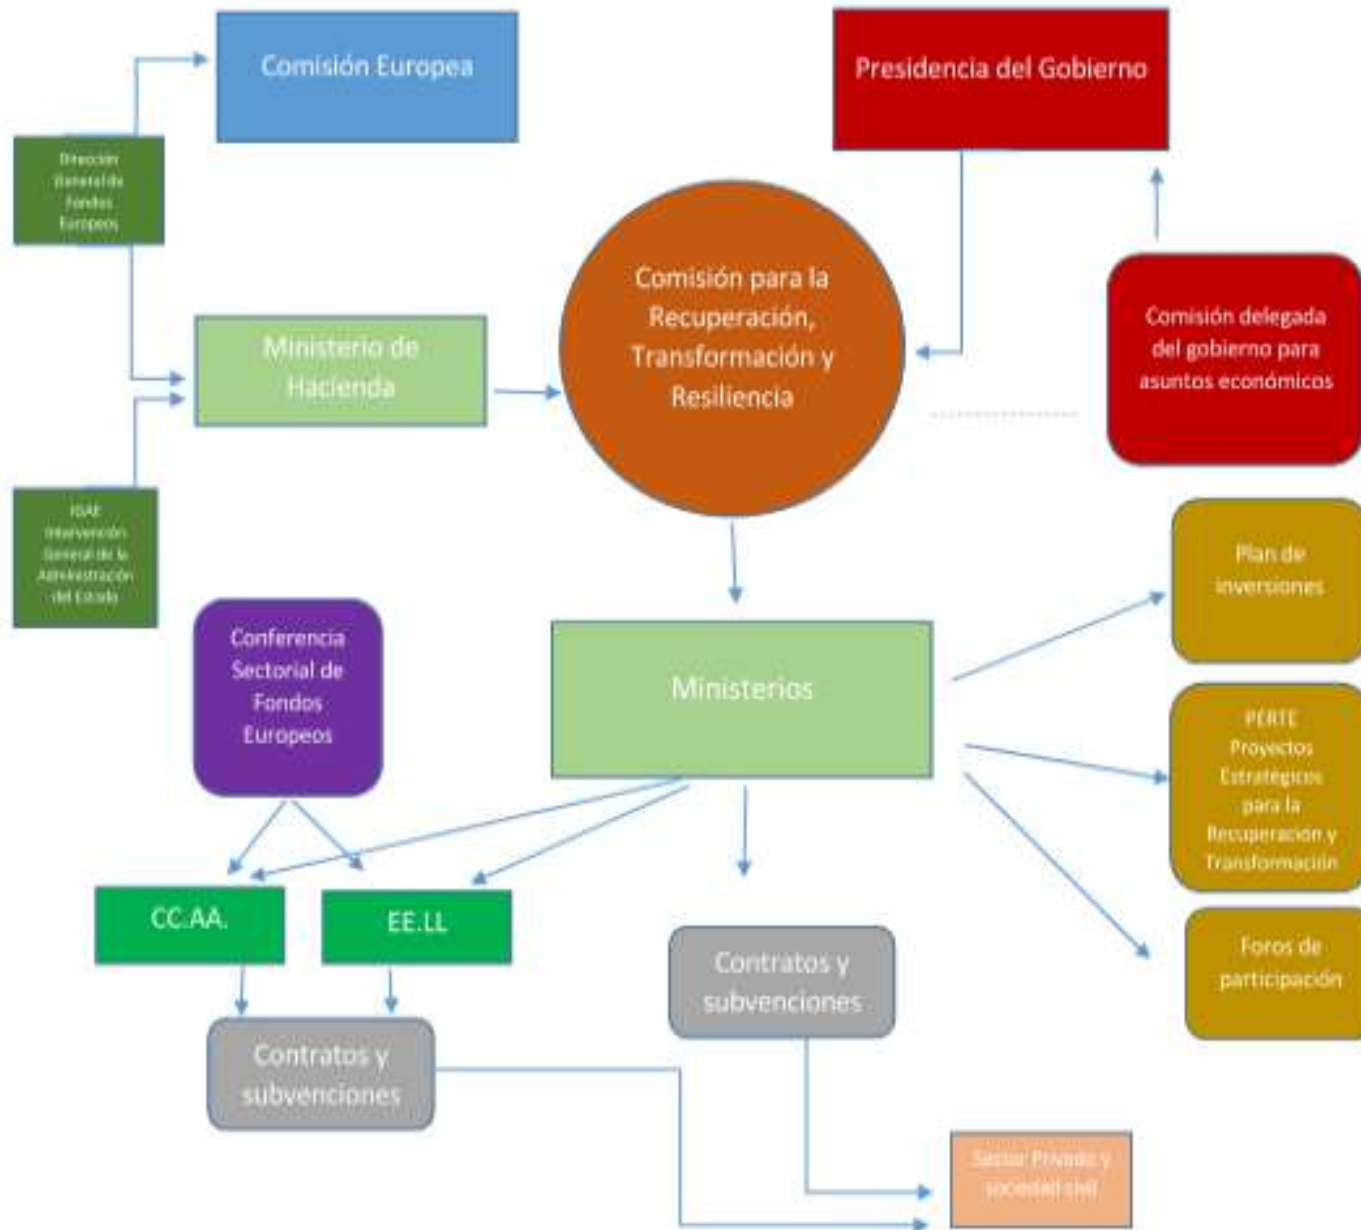 Comisión Europea
Presidencia del Gobierno
Dirección
General de
Fondos
Europeos
Comisión para la
Recuperación,
Transformación y
Resiliencia
Comisión delegada
del gobierno para
asuntos económicos
Ministerio de
Hacienda
IGAE
Intervención
General de la
Administración
del Estado
Plan de
inversiones
Conferencia
Sectorial de
Fondos
Europeos
Ministerios
PERTE
Proyectos
Estratégicos
para la
Recuperación y
Transformación
CC.AA.
EE.LL
Contratos y
subvenciones
Foros de
participación
Contratos y
subvenciones
Sector Privado y
sociedad civil